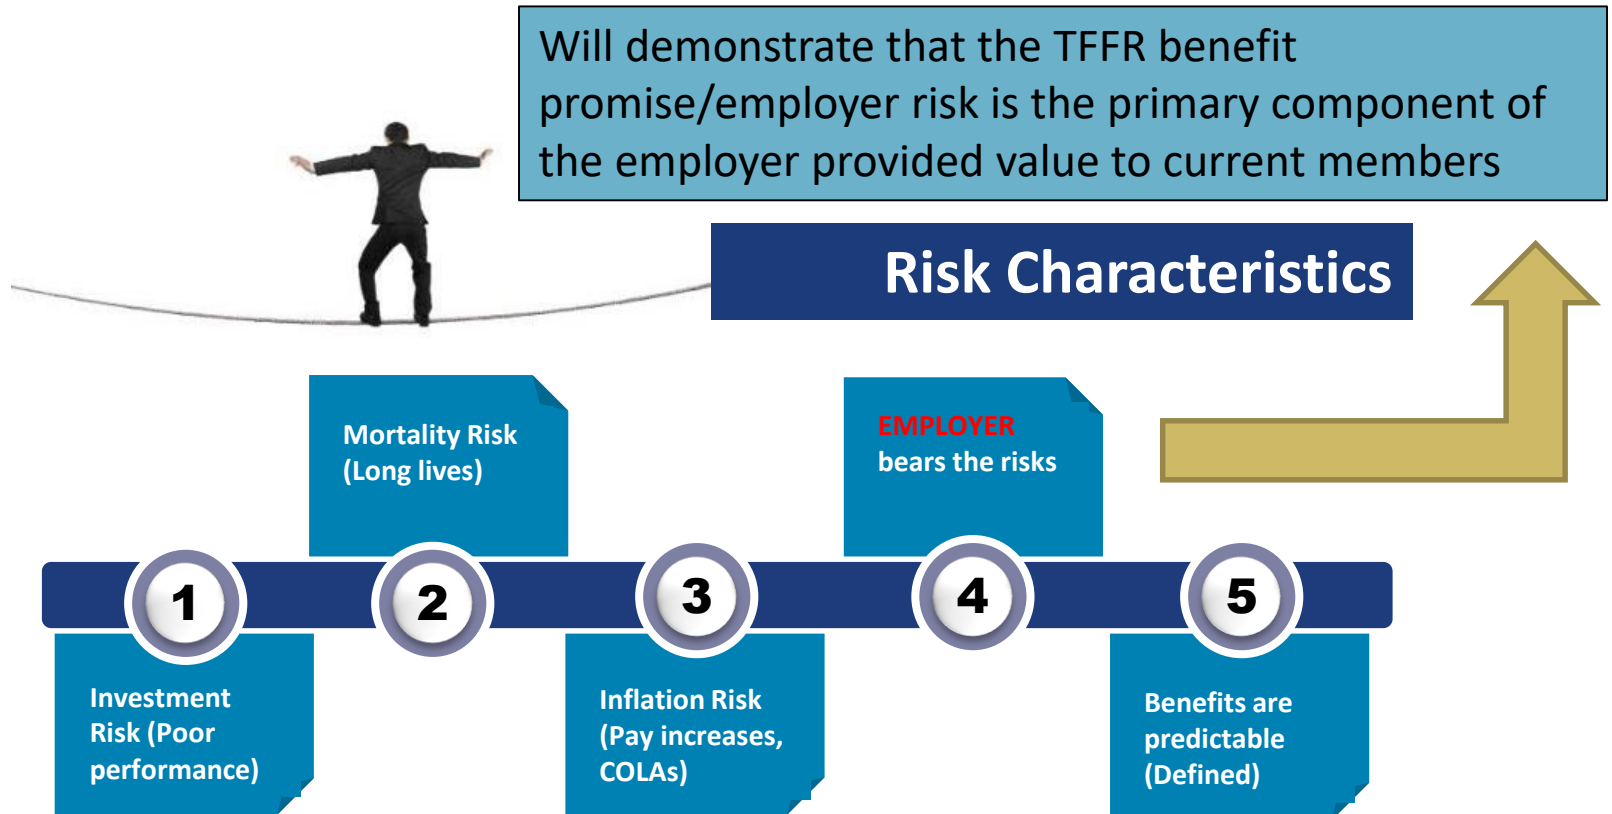 Will demonstrate that the TFFR benefit
promise/employer risk is the primary component of
the employer provided value to current members
Risk Characteristics
Mortality Risk
(Long lives)
EMPLOYER
bears the risks
1
2
3
4
5
Investment
Risk (Poor
performance)
Inflation Risk
(Pay increases,
COLAs)
Benefits are
predictable
(Defined)